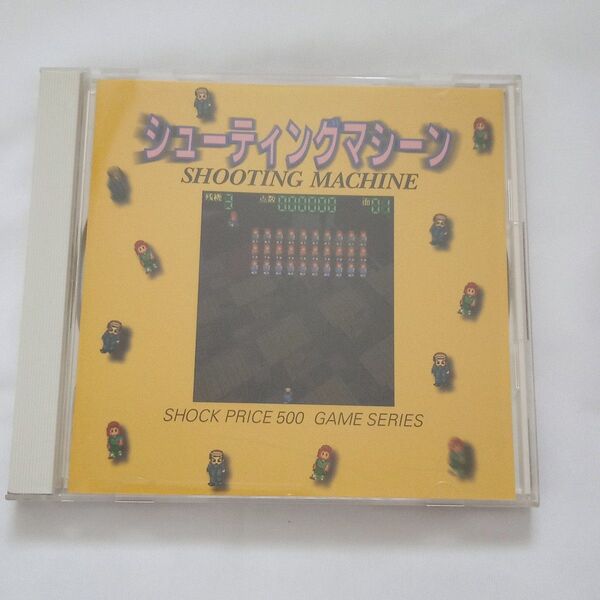 シューティングマシーン
SHOOTING MACHINE
残機 3 点数 000000 面 01
SHOCK PRICE 500 GAME SERIES